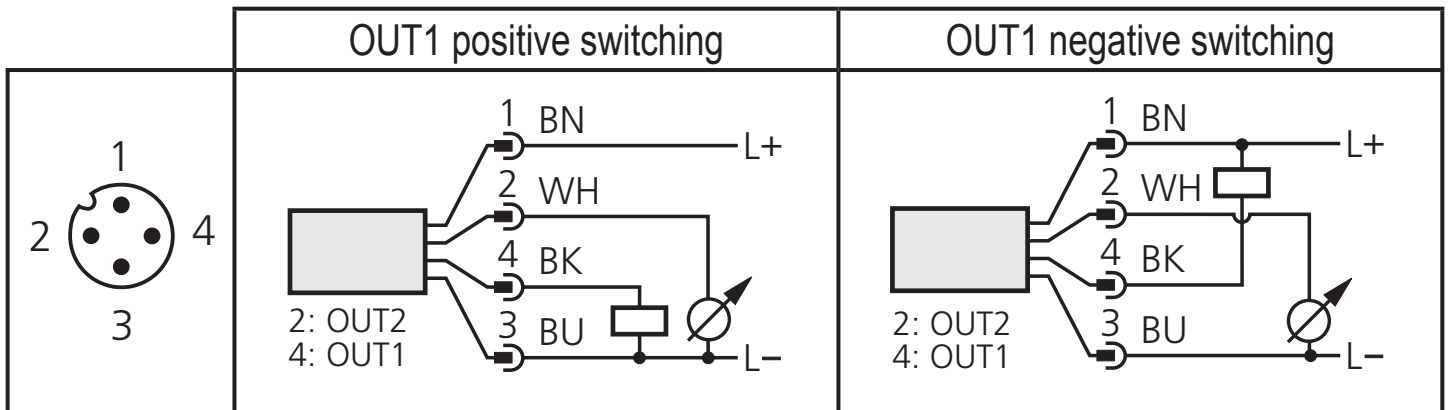 OUT1 positive switching
OUT1 negative switching
1
2
4
3
1 BN
L+
2 WH
4 BK
3 BU
L–
2: OUT2
4: OUT1
1 BN
L+
2 WH
4 BK
3 BU
L–
2: OUT2
4: OUT1